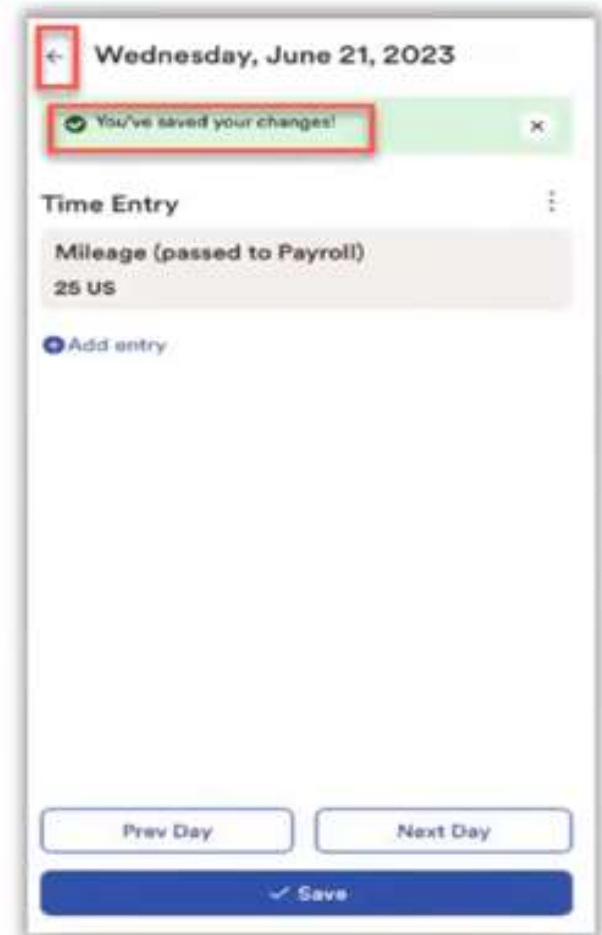 Wednesday, June 21, 2023
You've saved your changes!
Time Entry
Mileage (passed to Payroll)
25 US
Add entry
Prev Day
Next Day
Save